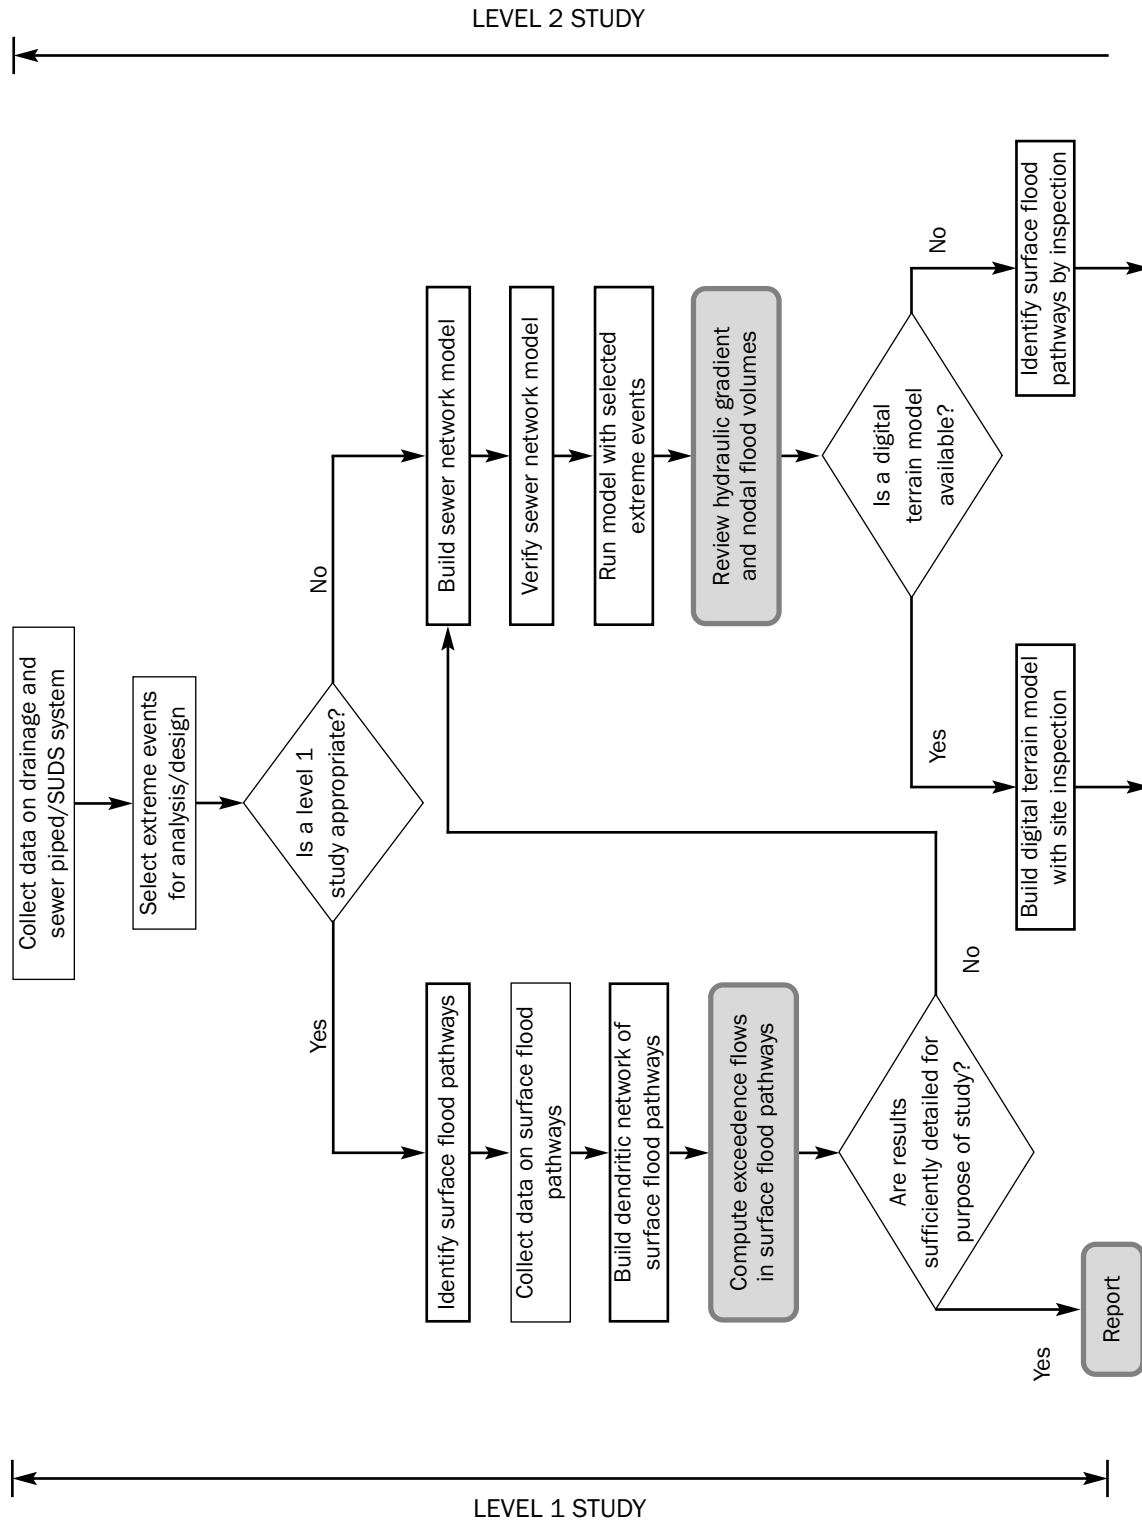 LEVEL 2 STUDY
Collect data on drainage and
sewer piped/SUDS system
Select extreme events
for analysis/design
Is a level 1
study appropriate?
Yes
No
Identify surface flood pathways
Collect data on surface flood
pathways
Build dendritic network of
surface flood pathways
Compute exceedence flows
in surface flood pathways
Are results
sufficiently detailed for
purpose of study?
Yes
No
Report
Build sewer network model
Verify sewer network model
Run model with selected
extreme events
Review hydraulic gradient
and nodal flood volumes
Is a digital
terrain model
available?
Yes
No
Build digital terrain model
with site inspection
Identify surface flood
pathways by inspection
LEVEL 1 STUDY